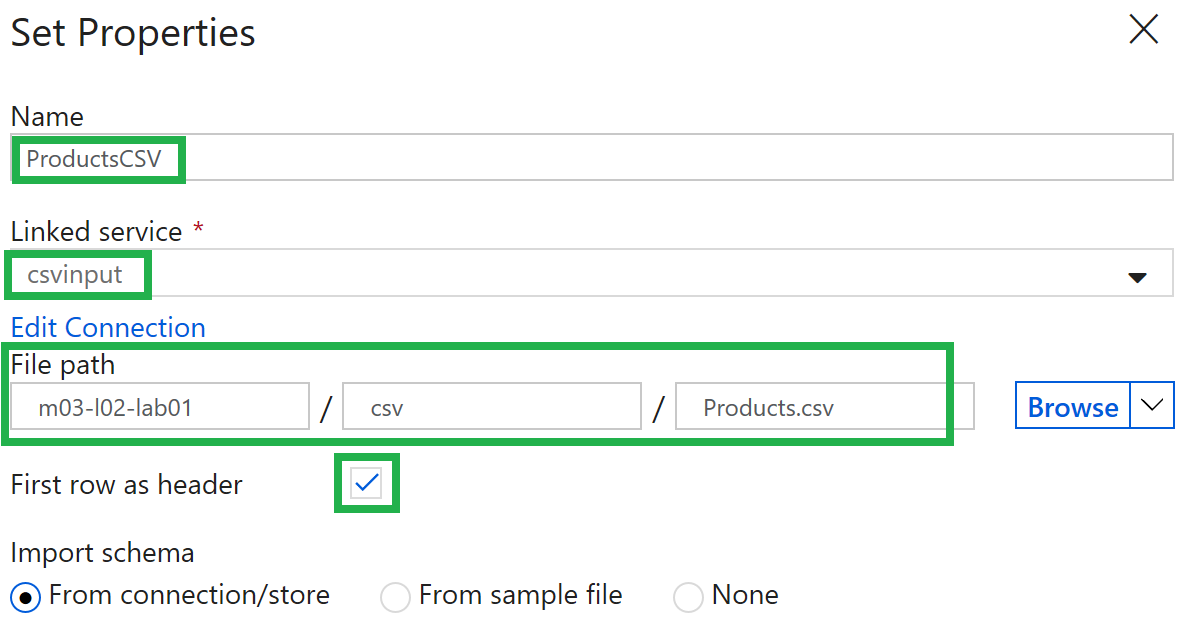 Set Properties
Name
ProductsCSV
Linked service *
csvinput
Edit Connection
File path
m03-l02-lab01 / csv / Products.csv Browse
First row as header
Import schema
From connection/store From sample file None